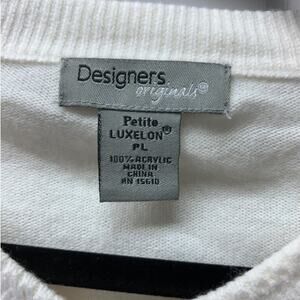 Designers
originals®
Petite
LUXELON®
PL
100% ACRYLIC
MADE IN
CHINA
RN 15610